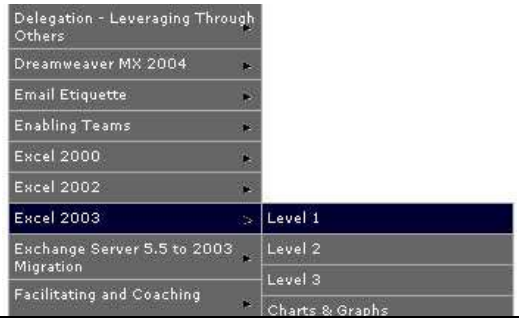 Delegation - Leveraging Through
Others
Dreamweaver MX 2004
Email Etiquette
Enabling Teams
Excel 2000
Excel 2002
Excel 2003
Exchange Server 5.5 to 2003
Migration
Facilitating and Coaching
Level 1
Level 2
Level 3
Charts & Graphs